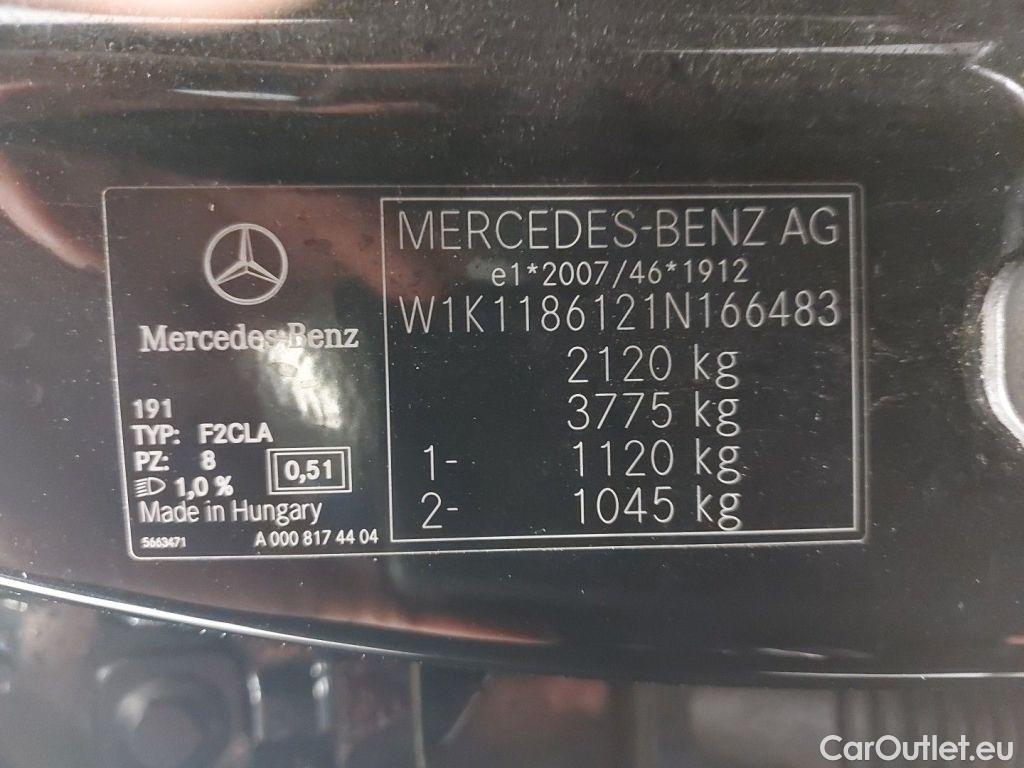 Mercedes-Benz
191
TYP: F2CLA
PZ: 8
0,51
1,0 %
Made in Hungary
5663471 A 000 817 44 04
MERCEDES-BENZ AG
e1*2007/46*1912
W1K1186121N166483
2120 kg
3775 kg
1- 1120 kg
2- 1045 kg
CarOutlet.eu